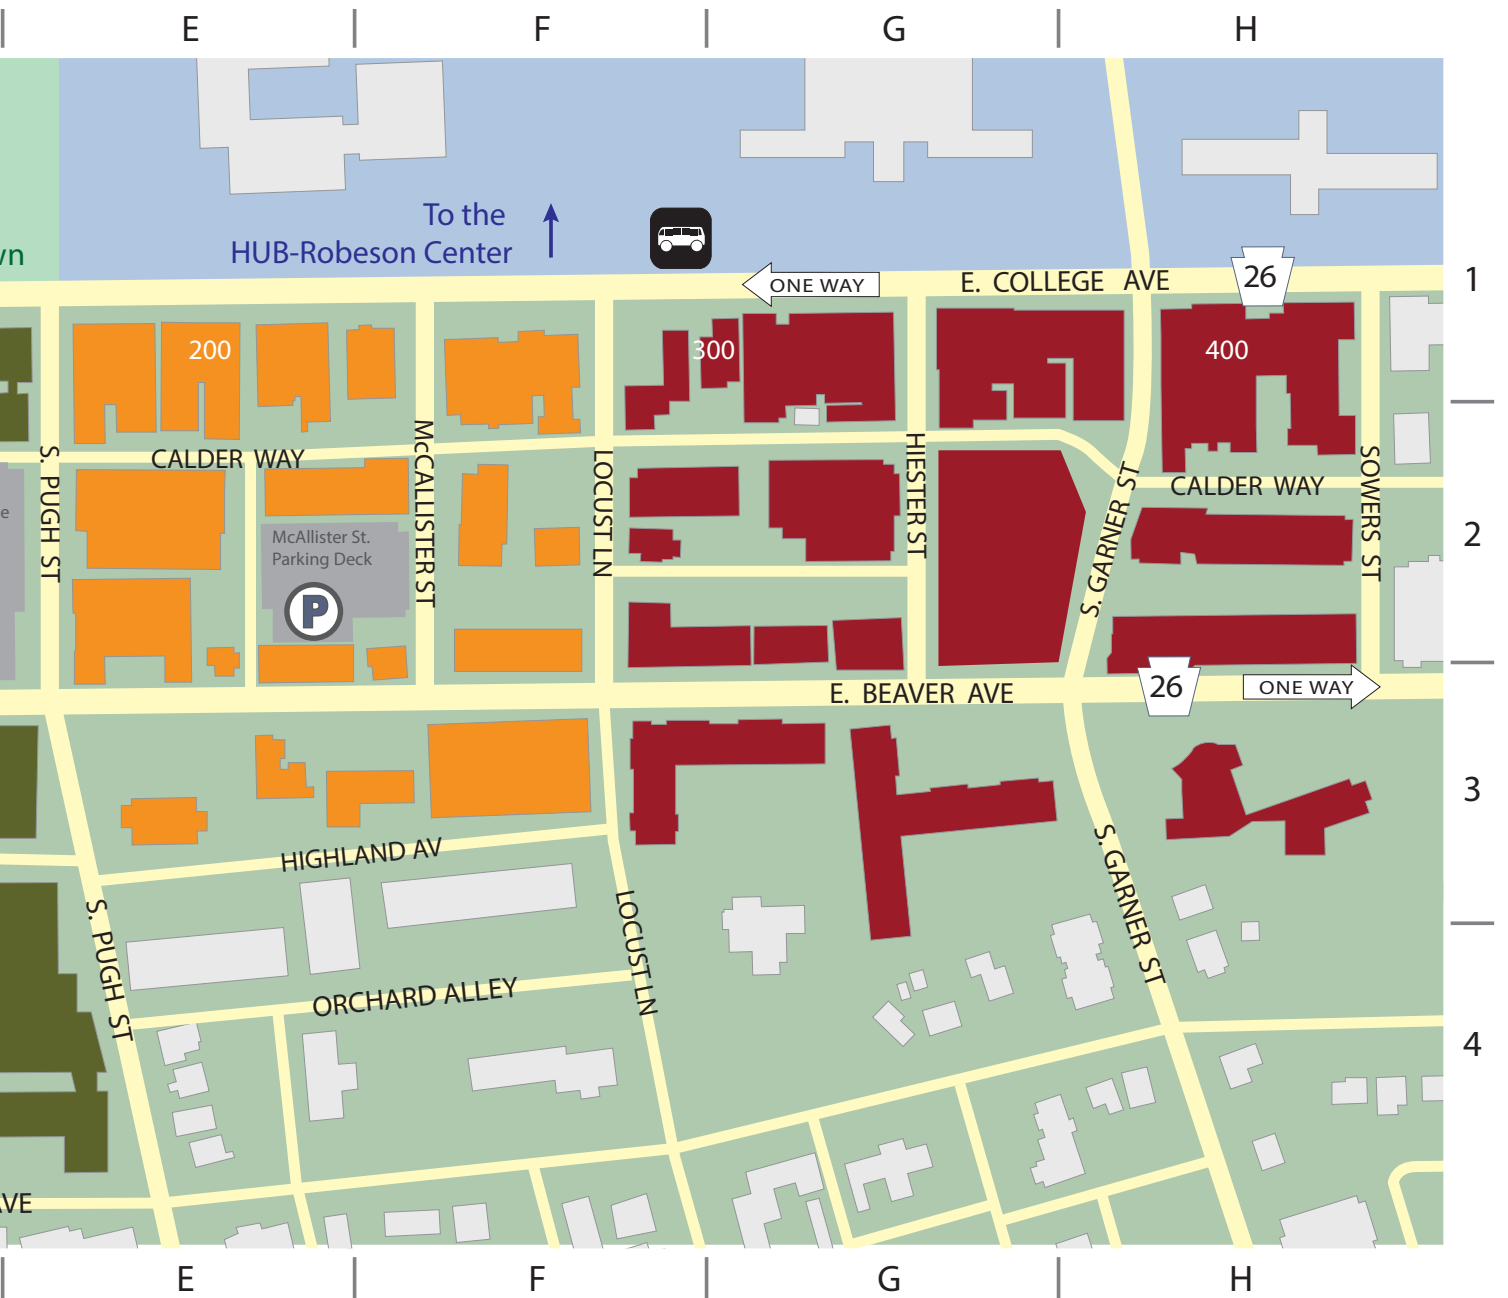 E F G H
To the
HUB-Robeson Center
wn
ONE WAY
E. COLLEGE AVE
26
1
200
300
400
S. PUGH ST
CALDER WAY
McCALLISTER ST
LOCUST LN
HIESTER ST
S. GARNER ST
CALDER WAY
SOWERS ST
e
McAllister St.
Parking Deck
P
2
E. BEAVER AVE
26
ONE WAY
3
HIGHLAND AV
S. PUGH ST
LOCUST LN
S. GARNER ST
ORCHARD ALLEY
4
AVE
E F G H